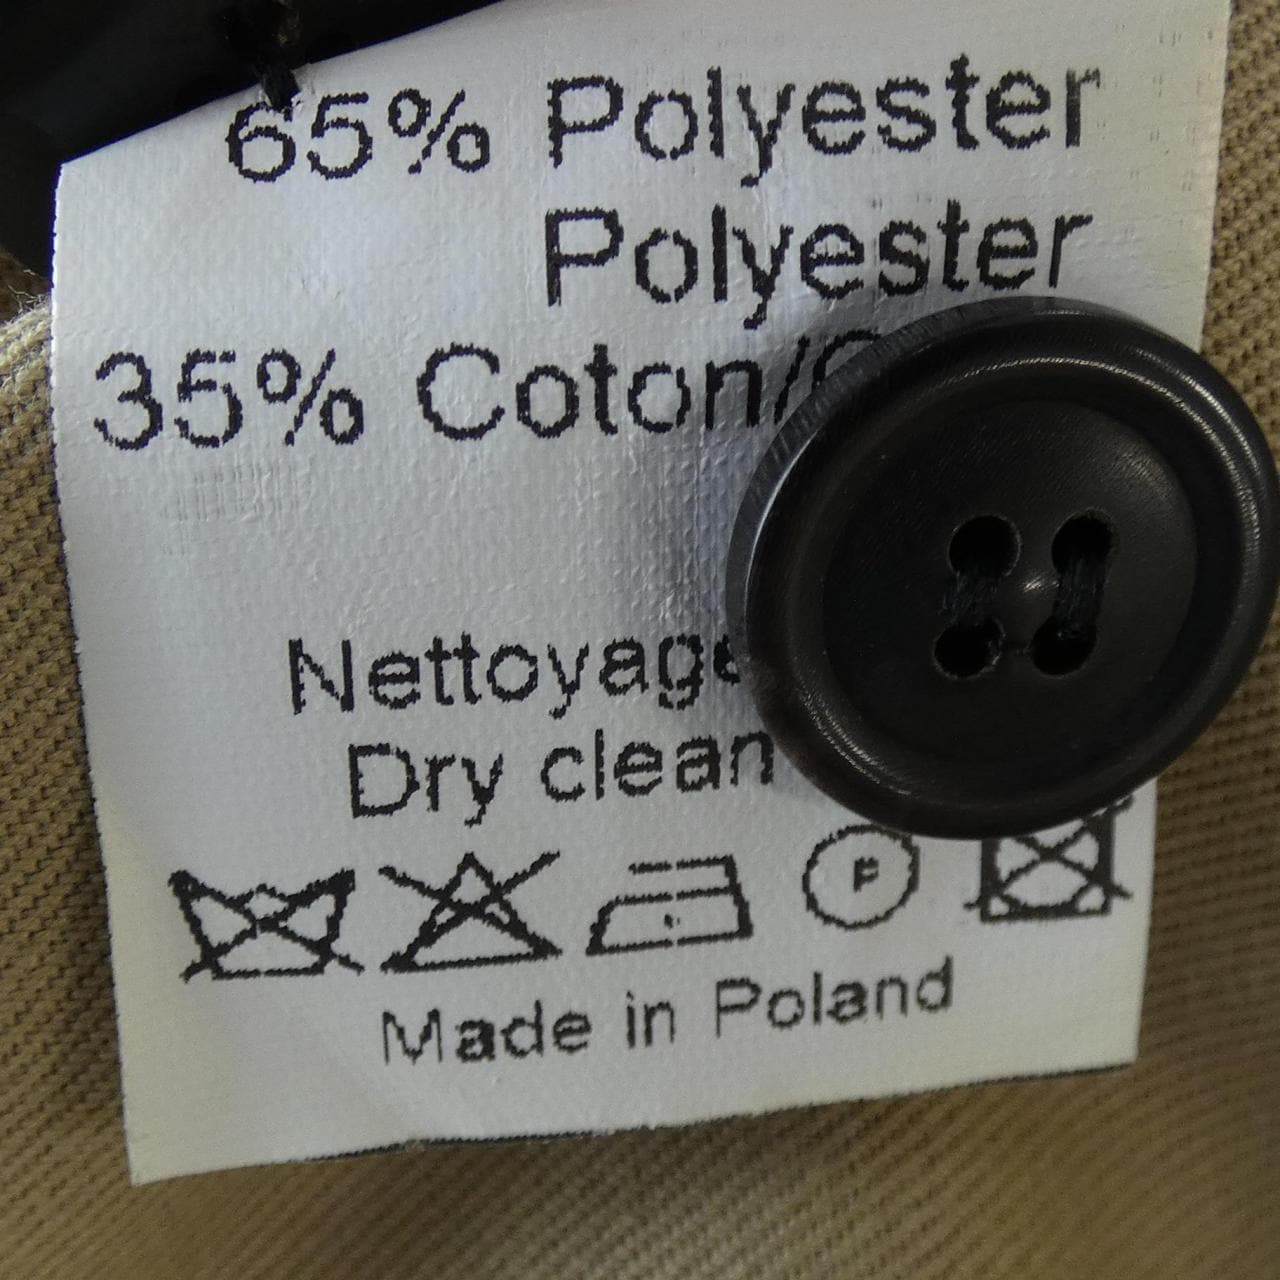 65% Polyester
Polyester
35% Coton/
Nettoyage
Dry clean
P
Made in Poland